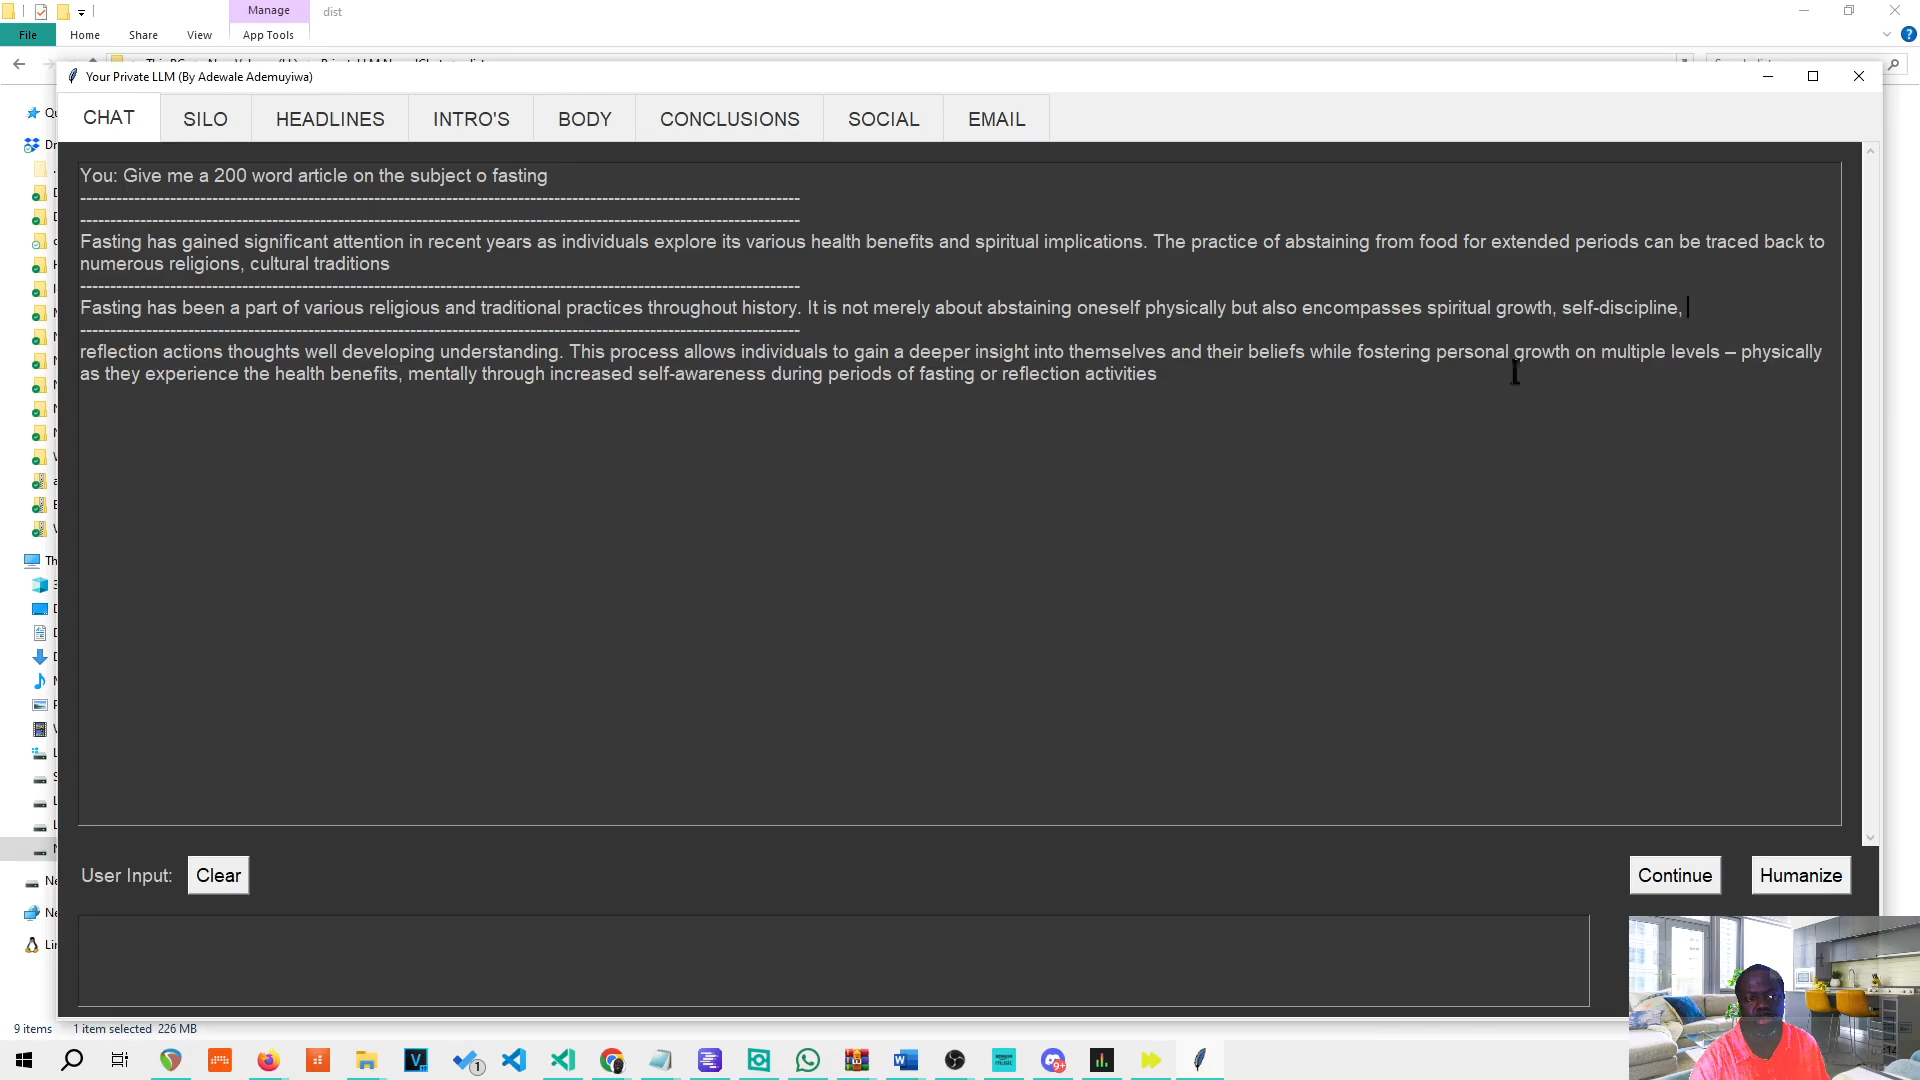 Manage
dist
File
Home
Share
View
App Tools
Your Private LLM (By Adewale Ademuyiwa)
CHAT
SILO
HEADLINES
INTRO'S
BODY
CONCLUSIONS
SOCIAL
EMAIL
You: Give me a 200 word article on the subject o fasting
Fasting has gained significant attention in recent years as individuals explore its various health benefits and spiritual implications. The practice of abstaining from food for extended periods can be traced back to
numerous religions, cultural traditions
Fasting has been a part of various religious and traditional practices throughout history. It is not merely about abstaining oneself physically but also encompasses spiritual growth, self-discipline,
reflection actions thoughts well developing understanding. This process allows individuals to gain a deeper insight into themselves and their beliefs while fostering personal growth on multiple levels – physically
as they experience the health benefits, mentally through increased self-awareness during periods of fasting or reflection activities
User Input:
Clear
Continue
Humanize
9 items
1 item selected 226 MB